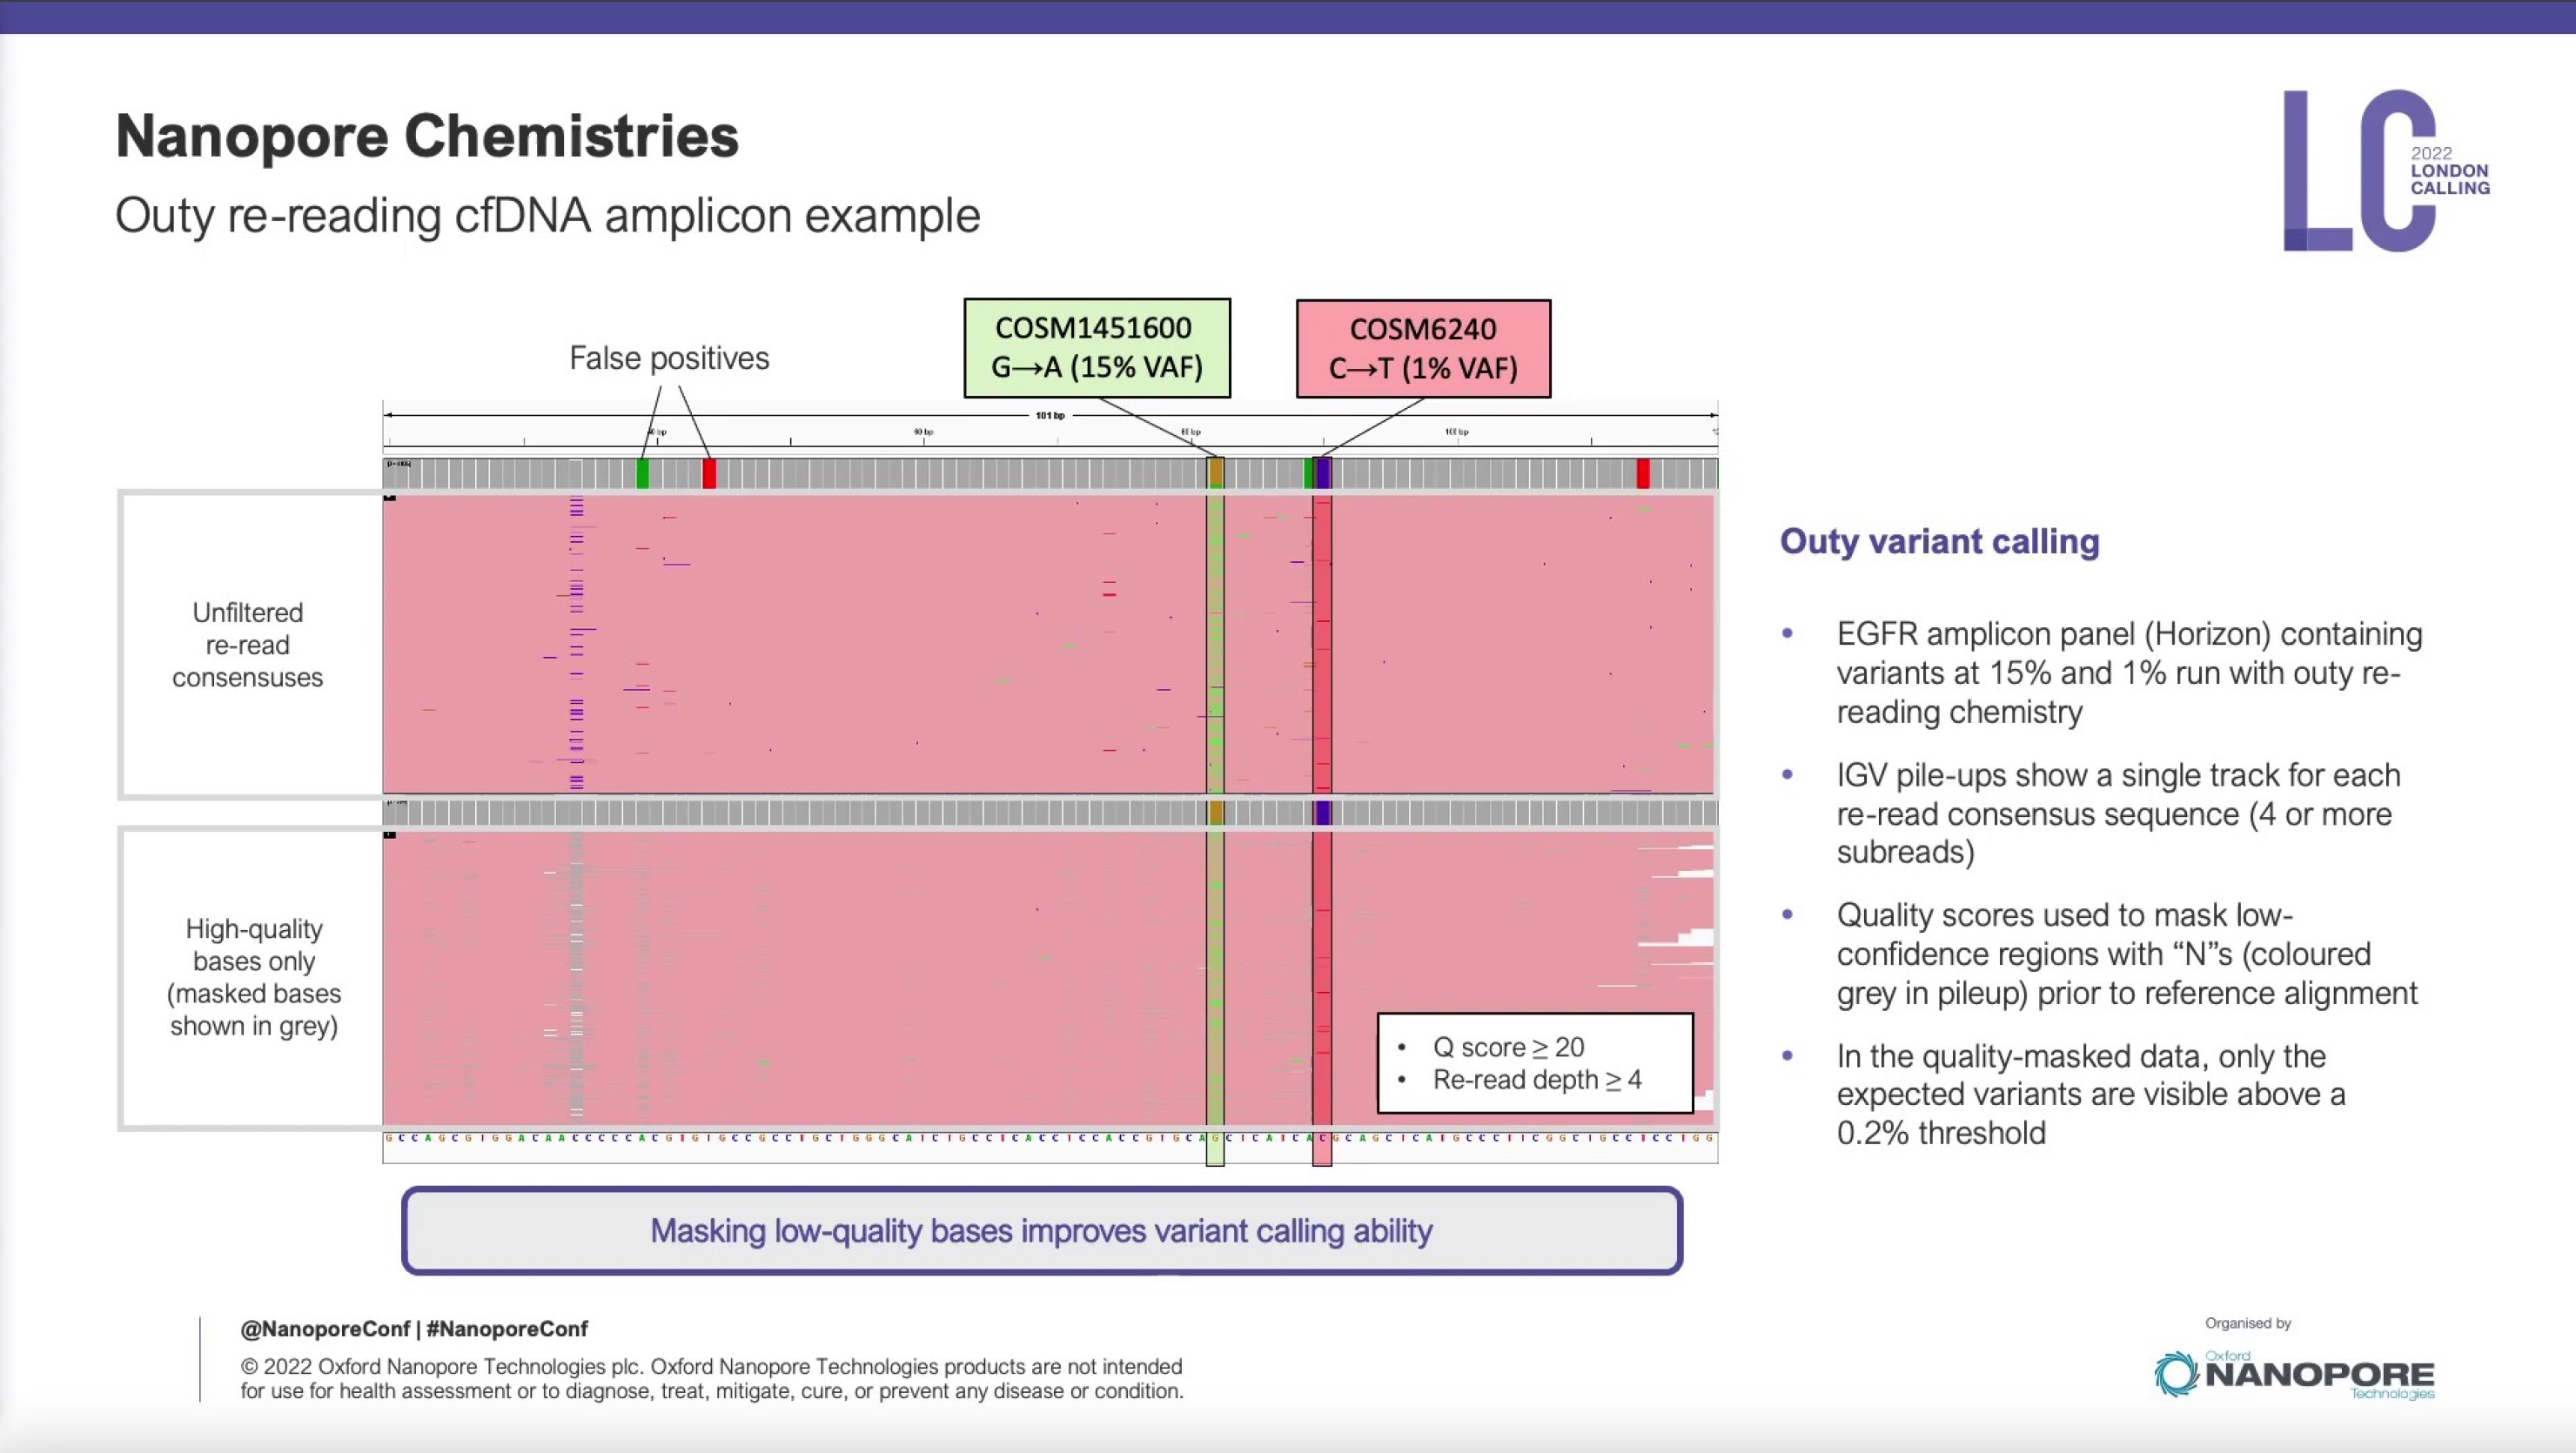 Nanopore Chemistries
Outy re-reading cfDNA amplicon example
2022
LONDON
CALLING
LC
False positives
COSM1451600
G→A (15% VAF)
COSM6240
C→T (1% VAF)
101 bp
80 bp
100 bp
Unfiltered
re-read
consensuses
High-quality
bases only
(masked bases
shown in grey)
• Q score ≥ 20
• Re-read depth ≥ 4
G C C A G C G T G G A C A A C C C C C A C G T G T G C C G C C T G C T G G G C A T C T G C C T C A C C T C C A C C G T G C A G C T C A T C A C G C A G C T C A T G C C C T T C G G C T G C C T C C T G G
Masking low-quality bases improves variant calling ability
Outy variant calling
• EGFR amplicon panel (Horizon) containing
variants at 15% and 1% run with outy re-
reading chemistry
• IGV pile-ups show a single track for each
re-read consensus sequence (4 or more
subreads)
• Quality scores used to mask low-
confidence regions with “N”s (coloured
grey in pileup) prior to reference alignment
• In the quality-masked data, only the
expected variants are visible above a
0.2% threshold
@NanoporeConf | #NanoporeConf
© 2022 Oxford Nanopore Technologies plc. Oxford Nanopore Technologies products are not intended
for use for health assessment or to diagnose, treat, mitigate, cure, or prevent any disease or condition.
Organised by
Oxford
NANOPORE
Technologies